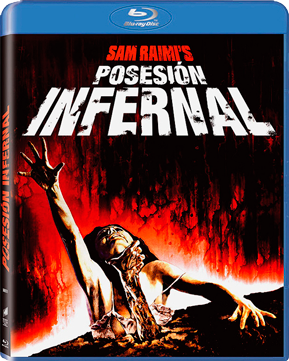 Blu-ray Disc
SAM RAIMI'S
POSESIÓN
INFERNAL
POSESIÓN INFERNAL